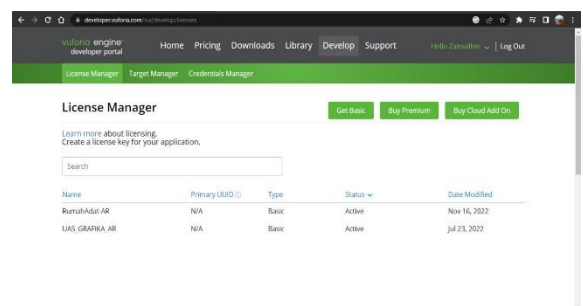 developer.vuforia.com/vui/develop/licenses
vuforia engine
developer portal
Home Pricing Downloads Library Develop Support
Hello Zainudhin | Log Out
License Manager Target Manager Credentials Manager
License Manager
Get Basic Buy Premium Buy Cloud Add On
Learn more about licensing.
Create a license key for your application.
Search
Name Primary UUID Type Status Date Modified
RumahAdat-AR N/A Basic Active Nov 16, 2022
UAS_GRAFIKA_AR N/A Basic Active Jul 23, 2022